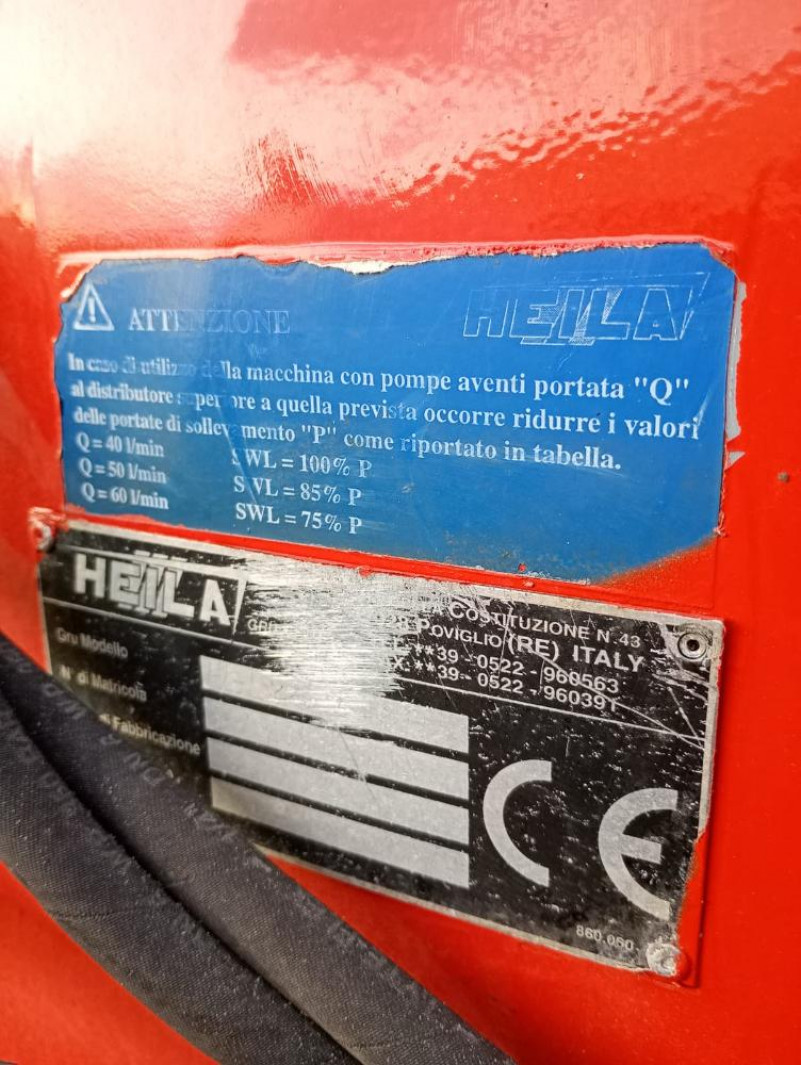 ATTENZIONE
HEILA
In caso di utilizzo della macchina con pompe aventi portata "Q"
al distributore superiore a quella prevista occorre ridurre i valori
delle portate di sollevamento "P" come riportato in tabella.
Q = 40 l/min SWL = 100% P
Q = 50 l/min SWL = 85% P
Q = 60 l/min SWL = 75% P
HEILA
COSTITUZIONE N. 43
POVIGLIO (RE) ITALY
**39 - 0522 - 960563
X. **39 - 0522 - 960391
Gru Modello
N° di Matricola
di Fabbricazione
CE
860.060.